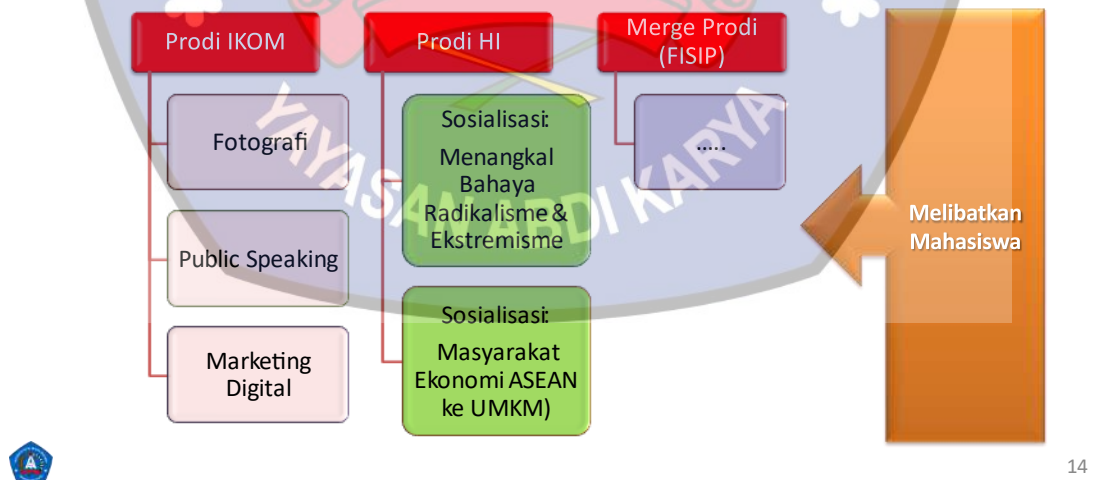 Prodi IKOM
Fotografi
Public Speaking
Marketing
Digital
Prodi HI
Sosialisasi:
Menangkal
Bahaya
Radikalisme &
Ekstremisme
Sosialisasi:
Masyarakat
Ekonomi ASEAN
ke UMKM)
Merge Prodi
(FISIP)
.....
Melibatkan
Mahasiswa
YAYASAN ABDI KARYA
14